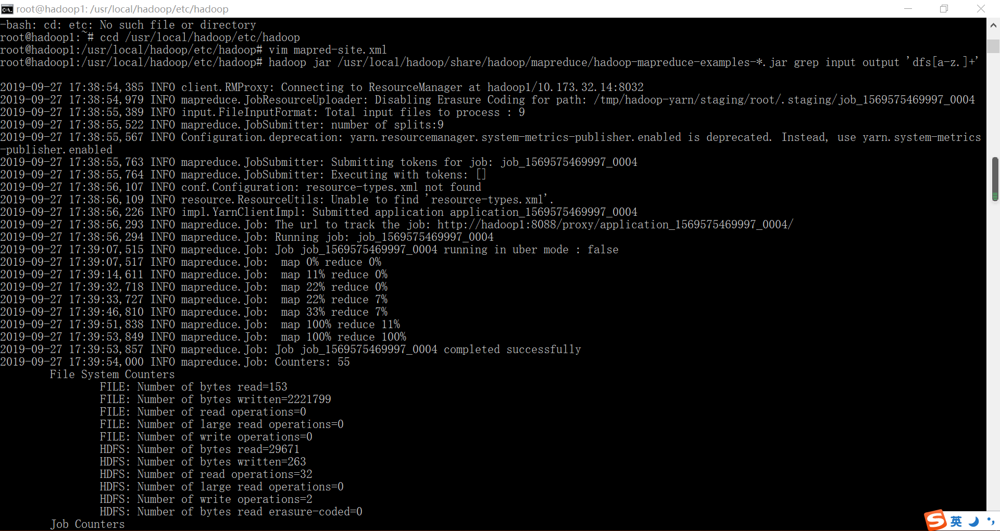 root@hadoop1: /usr/local/hadoop/etc/hadoop
-bash: cd: etc: No such file or directory
root@hadoop1:~# ccd /usr/local/hadoop/etc/hadoop
root@hadoop1:/usr/local/hadoop/etc/hadoop# vim mapred-site.xml
root@hadoop1:/usr/local/hadoop/etc/hadoop# hadoop jar /usr/local/hadoop/share/hadoop/mapreduce/hadoop-mapreduce-examples-*.jar grep input output 'dfs[a-z.]+'
2019-09-27 17:38:54,385 INFO client.RMProxy: Connecting to ResourceManager at hadoop1/10.173.32.14:8032
2019-09-27 17:38:54,979 INFO mapreduce.JobResourceUploader: Disabling Erasure Coding for path: /tmp/hadoop-yarn/staging/root/.staging/job_1569575469997_0004
2019-09-27 17:38:55,389 INFO input.FileInputFormat: Total input files to process : 9
2019-09-27 17:38:55,522 INFO mapreduce.JobSubmitter: number of splits:9
2019-09-27 17:38:55,567 INFO Configuration.deprecation: yarn.resourcemanager.system-metrics-publisher.enabled is deprecated. Instead, use yarn.system-metrics
-publisher.enabled
2019-09-27 17:38:55,763 INFO mapreduce.JobSubmitter: Submitting tokens for job: job_1569575469997_0004
2019-09-27 17:38:55,764 INFO mapreduce.JobSubmitter: Executing with tokens: []
2019-09-27 17:38:56,107 INFO conf.Configuration: resource-types.xml not found
2019-09-27 17:38:56,109 INFO resource.ResourceUtils: Unable to find 'resource-types.xml'.
2019-09-27 17:38:56,226 INFO impl.YarnClientImpl: Submitted application application_1569575469997_0004
2019-09-27 17:38:56,293 INFO mapreduce.Job: The url to track the job: http://hadoop1:8088/proxy/application_1569575469997_0004/
2019-09-27 17:38:56,294 INFO mapreduce.Job: Running job: job_1569575469997_0004
2019-09-27 17:39:07,515 INFO mapreduce.Job: Job job_1569575469997_0004 running in uber mode : false
2019-09-27 17:39:07,517 INFO mapreduce.Job:  map 0% reduce 0%
2019-09-27 17:39:14,611 INFO mapreduce.Job:  map 11% reduce 0%
2019-09-27 17:39:32,718 INFO mapreduce.Job:  map 22% reduce 0%
2019-09-27 17:39:33,727 INFO mapreduce.Job:  map 22% reduce 7%
2019-09-27 17:39:46,810 INFO mapreduce.Job:  map 33% reduce 7%
2019-09-27 17:39:51,838 INFO mapreduce.Job:  map 100% reduce 11%
2019-09-27 17:39:53,849 INFO mapreduce.Job:  map 100% reduce 100%
2019-09-27 17:39:53,857 INFO mapreduce.Job: Job job_1569575469997_0004 completed successfully
2019-09-27 17:39:54,000 INFO mapreduce.Job: Counters: 55
File System Counters
FILE: Number of bytes read=153
FILE: Number of bytes written=2221799
FILE: Number of read operations=0
FILE: Number of large read operations=0
FILE: Number of write operations=0
HDFS: Number of bytes read=29671
HDFS: Number of bytes written=263
HDFS: Number of read operations=32
HDFS: Number of large read operations=0
HDFS: Number of write operations=2
HDFS: Number of bytes read erasure-coded=0
Job Counters
英